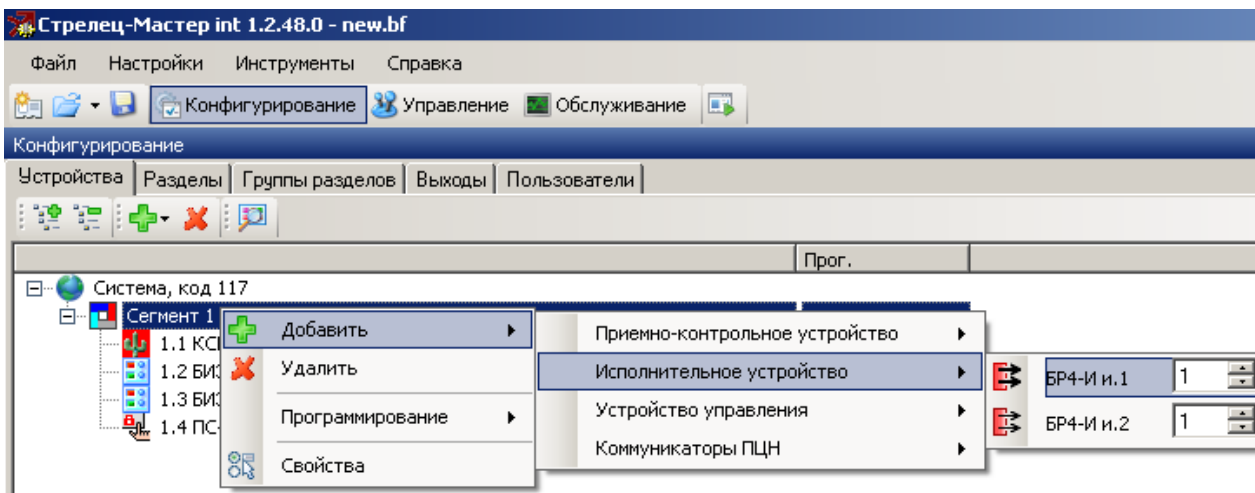 Стрелец-Мастер int 1.2.48.0 - new.bf
Файл Настройки Инструменты Справка
Конфигурирование Управление Обслуживание
Конфигурирование
Устройства Разделы Группы разделов Выходы Пользователи
Прог.
Система, код 117
Сегмент 1
1.1
1.2
1.3
1.4 ПС-
Добавить
Удалить
Программирование
Свойства
Приемно-контрольное устройство
Исполнительное устройство
Устройство управления
Коммуникаторы ПЦН
БР4-И и.1 1
БР4-И и.2 1